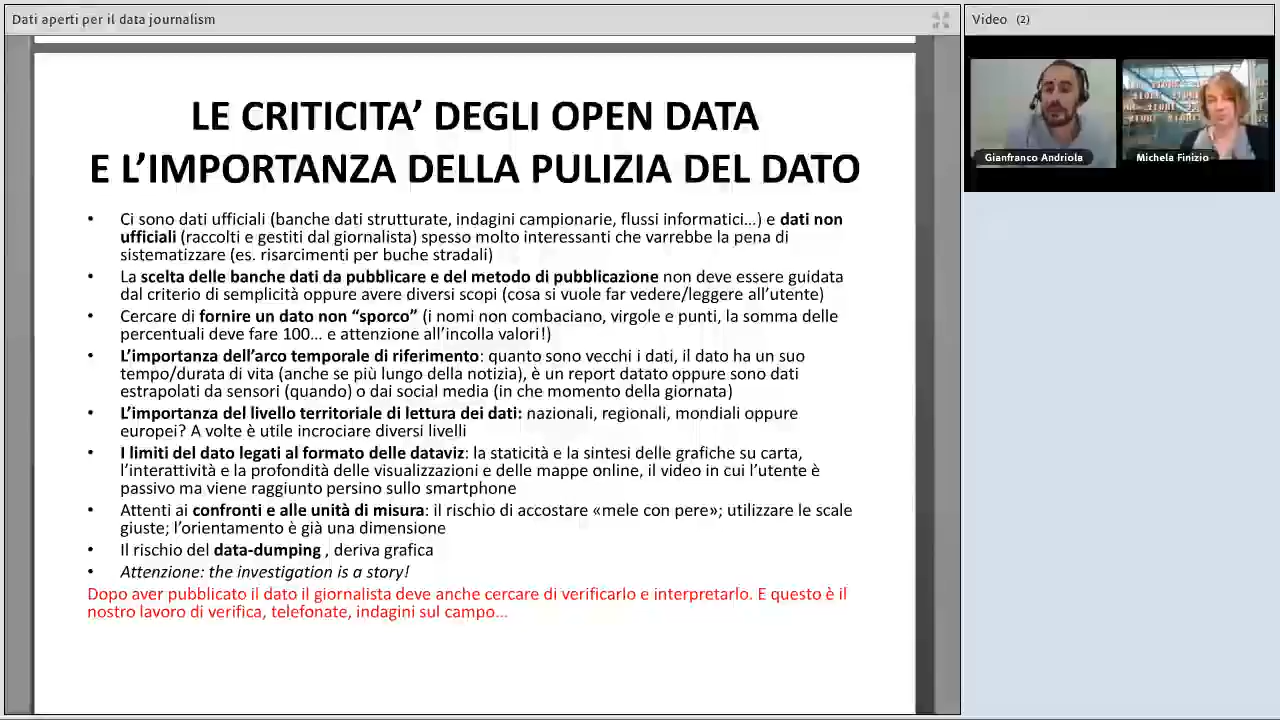 Dati aperti per il data journalism
Video (2)
LE CRITICITA’ DEGLI OPEN DATA
E L’IMPORTANZA DELLA PULIZIA DEL DATO
• Ci sono dati ufficiali (banche dati strutturate, indagini campionarie, flussi informatici…) e dati non
ufficiali (raccolti e gestiti dal giornalista) spesso molto interessanti che varrebbe la pena di
sistematizzare (es. risarcimenti per buche stradali)
• La scelta delle banche dati da pubblicare e del metodo di pubblicazione non deve essere guidata
dal criterio di semplicità oppure avere diversi scopi (cosa si vuole far vedere/leggere all’utente)
• Cercare di fornire un dato non “sporco” (i nomi non combaciano, virgole e punti, la somma delle
percentuali deve fare 100… e attenzione all’incolla valori!)
• L’importanza dell’arco temporale di riferimento: quanto sono vecchi i dati, il dato ha un suo
tempo/durata di vita (anche se più lungo della notizia), è un report datato oppure sono dati
estrapolati da sensori (quando) o dai social media (in che momento della giornata)
• L’importanza del livello territoriale di lettura dei dati: nazionali, regionali, mondiali oppure
europei? A volte è utile incrociare diversi livelli
• I limiti del dato legati al formato delle dataviz: la staticità e la sintesi delle grafiche su carta,
l’interattività e la profondità delle visualizzazioni e delle mappe online, il video in cui l’utente è
passivo ma viene raggiunto persino sullo smartphone
• Attenti ai confronti e alle unità di misura: il rischio di accostare «mele con pere»; utilizzare le scale
giuste; l’orientamento è già una dimensione
• Il rischio del data-dumping , deriva grafica
• Attenzione: the investigation is a story!
Dopo aver pubblicato il dato il giornalista deve anche cercare di verificarlo e interpretarlo. E questo è il
nostro lavoro di verifica, telefonate, indagini sul campo…
Gianfranco Andriola
Michela Finizio